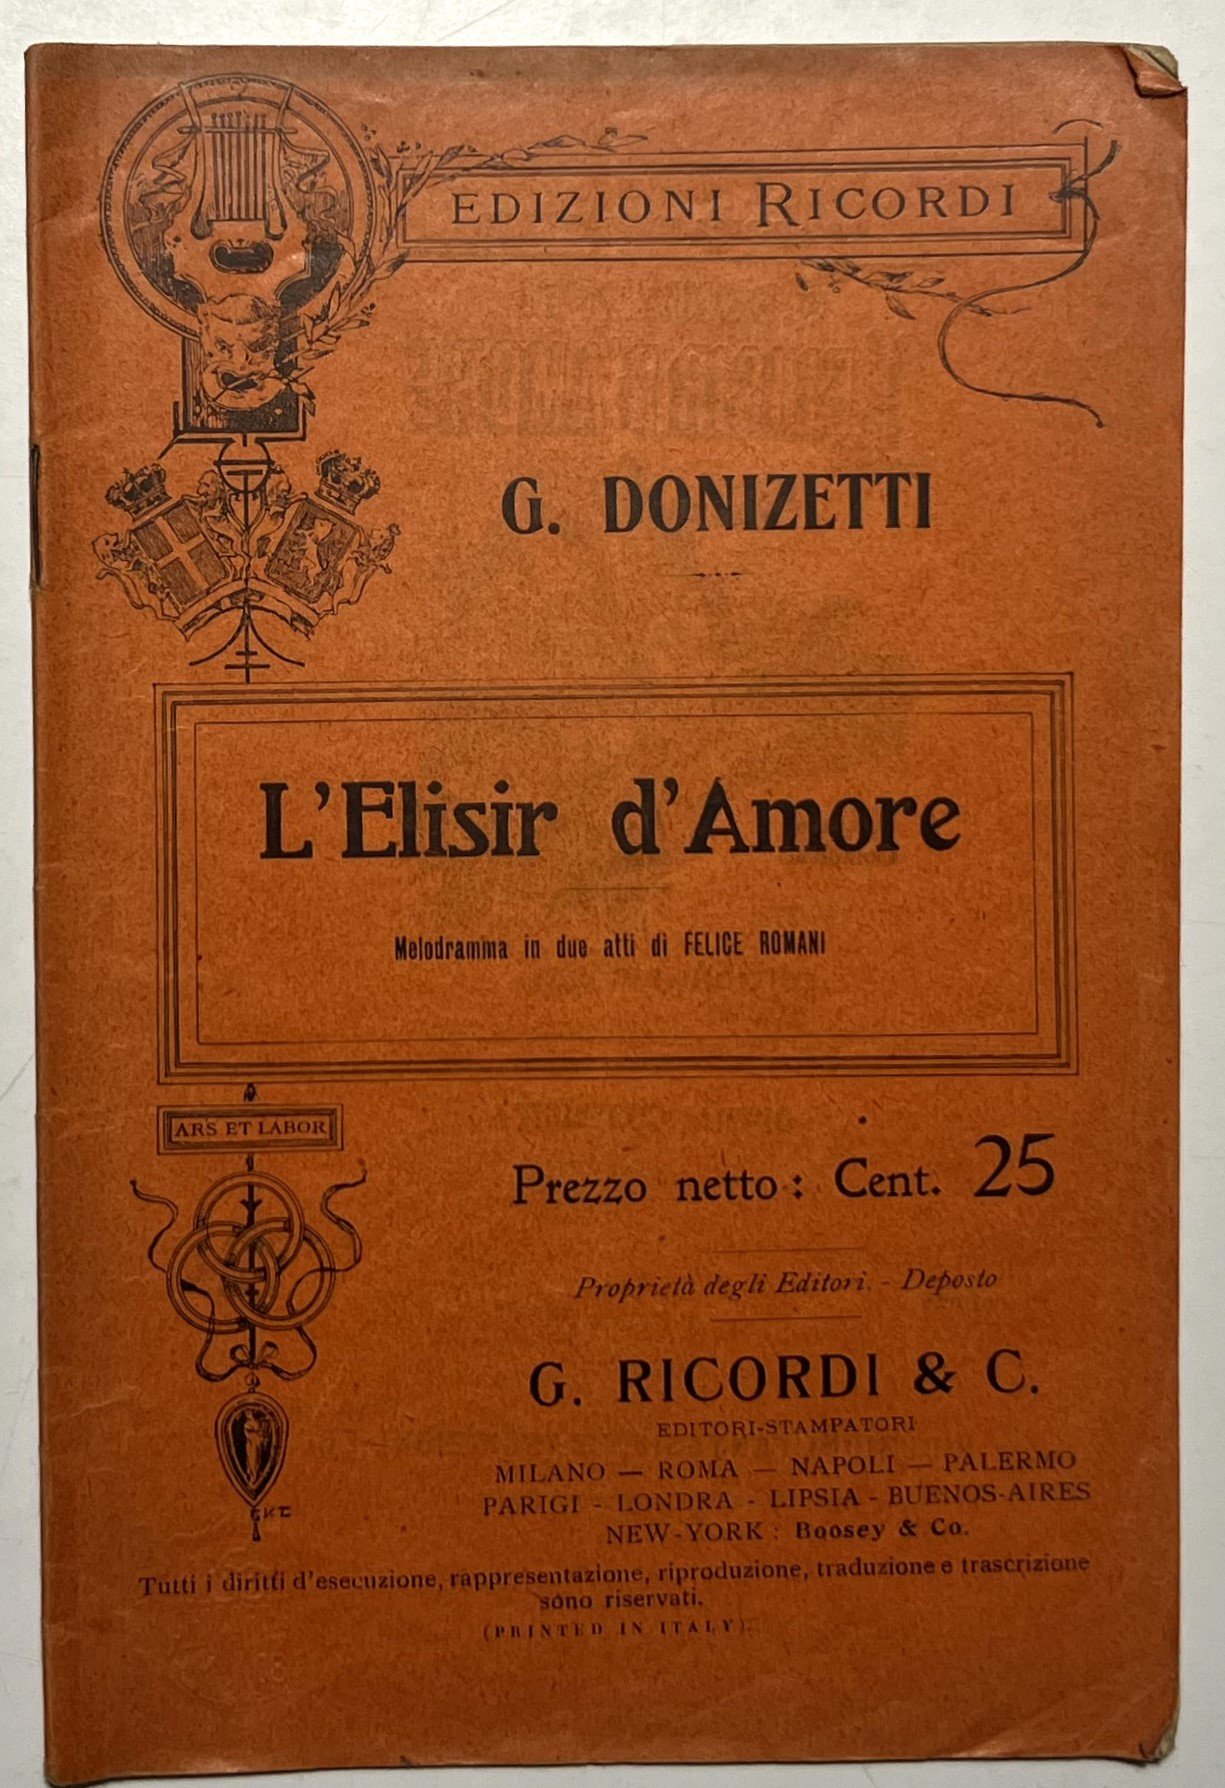 EDIZIONI RICORDI
G. DONIZETTI
L'Elisir d'Amore
Melodramma in due atti di FELICE ROMANI
ARS ET LABOR
Prezzo netto: Cent. 25
Proprietà degli Editori. - Deposto
G. RICORDI & C.
EDITORI-STAMPATORI
MILANO — ROMA — NAPOLI — PALERMO
PARIGI - LONDRA - LIPSIA - BUENOS-AIRES
NEW-YORK: Boosey & Co.
Tutti i diritti d'esecuzione, rappresentazione, riproduzione, traduzione e trascrizione
sono riservati.
(PRINTED IN ITALY).